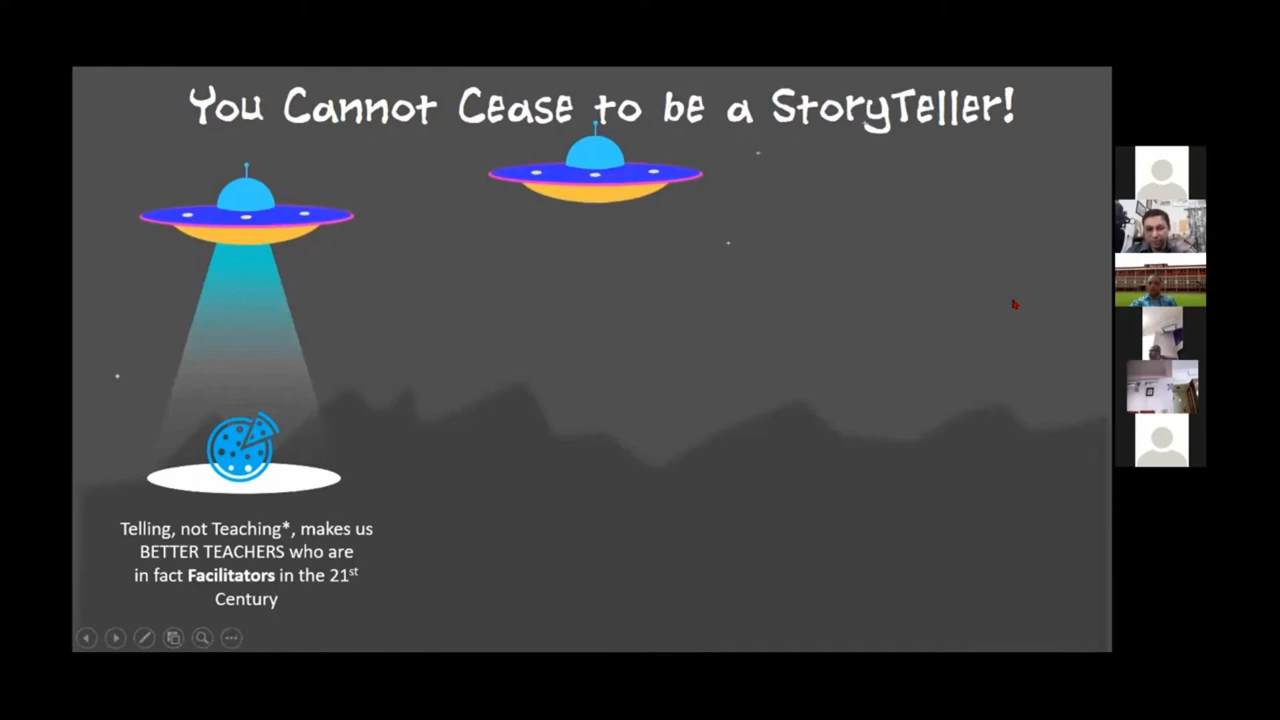 You Cannot Cease to be a StoryTeller!
Telling, not Teaching*, makes us
BETTER TEACHERS who are
in fact Facilitators in the 21st
Century